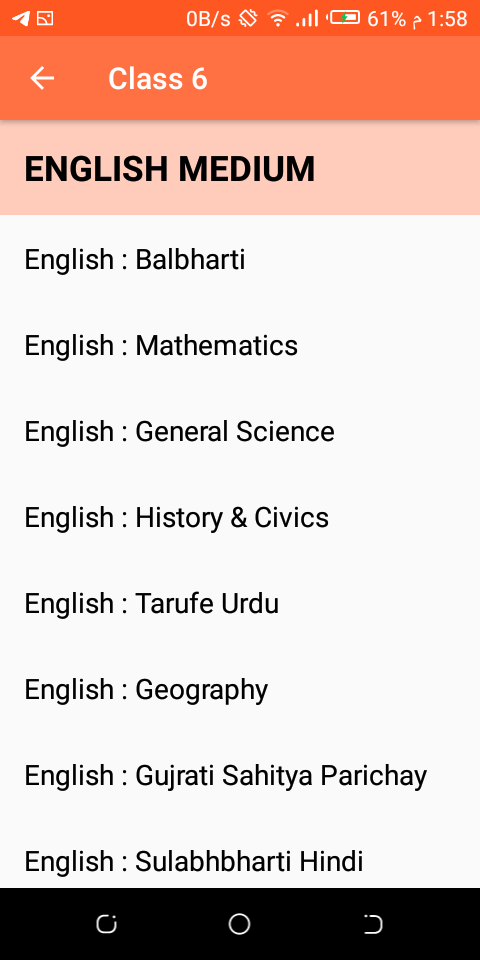 0B/s 61% م 1:58
Class 6
ENGLISH MEDIUM
English : Balbharti
English : Mathematics
English : General Science
English : History & Civics
English : Tarufe Urdu
English : Geography
English : Gujrati Sahitya Parichay
English : Sulabhbharti Hindi